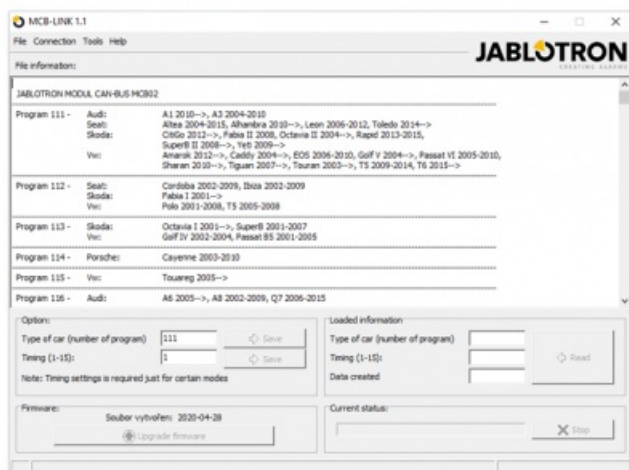 MCB-LINK 1.1
File Connection Tools Help
JABLOTRON
CREATING ALARMS
File information:
JABLOTRON MODUL CAN-BUS MCB02
Program 111 - Audi: A1 2010-->, A3 2004-2010
Seat: Altea 2004-2015, Alhambra 2010-->, Leon 2006-2012, Toledo 2014-->
Skoda: CitiGo 2012-->, Fabia II 2008, Octavia II 2004-->, Rapid 2013-2015,
SuperB II 2008-->, Yeti 2009-->
Vw: Amarok 2012-->, Caddy 2004-->, EOS 2006-2010, Golf V 2004-->, Passat VI 2005-2010,
Sharan 2010-->, Tiguan 2007-->, Touran 2003-->, T5 2009-2014, T6 2015-->
Program 112 - Seat: Cordoba 2002-2009, Ibiza 2002-2009
Skoda: Fabia I 2001-->
Vw: Polo 2001-2008, T5 2005-2008
Program 113 - Skoda: Octavia I 2001-->, SuperB 2001-2007
Vw: Golf IV 2002-2004, Passat B5 2001-2005
Program 114 - Porsche: Cayenne 2003-2010
Program 115 - Vw: Touareg 2005-->
Program 116 - Audi: A6 2005-->, A8 2002-2009, Q7 2006-2015
Option:
Type of car (number of program) 111 Save
Timing (1-15): 1 Save
Note: Timing settings is required just for certain modes
Loaded information
Type of car (number of program)
Timing (1-15):
Data created
Read
Firmware:
Soubor vytvořen: 2020-04-28
Upgrade firmware
Current status:
Stop